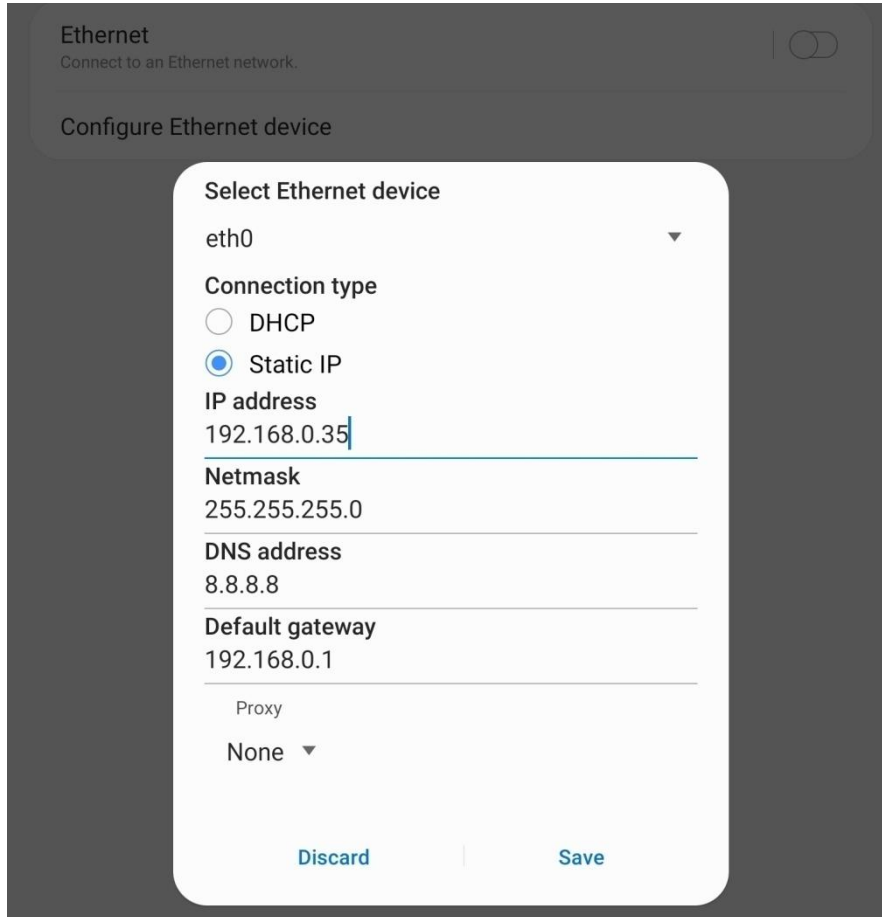 Ethernet
Connect to an Ethernet network.
Configure Ethernet device
Select Ethernet device
eth0
Connection type
DHCP
Static IP
IP address
192.168.0.35
Netmask
255.255.255.0
DNS address
8.8.8.8
Default gateway
192.168.0.1
Proxy
None
Discard
Save